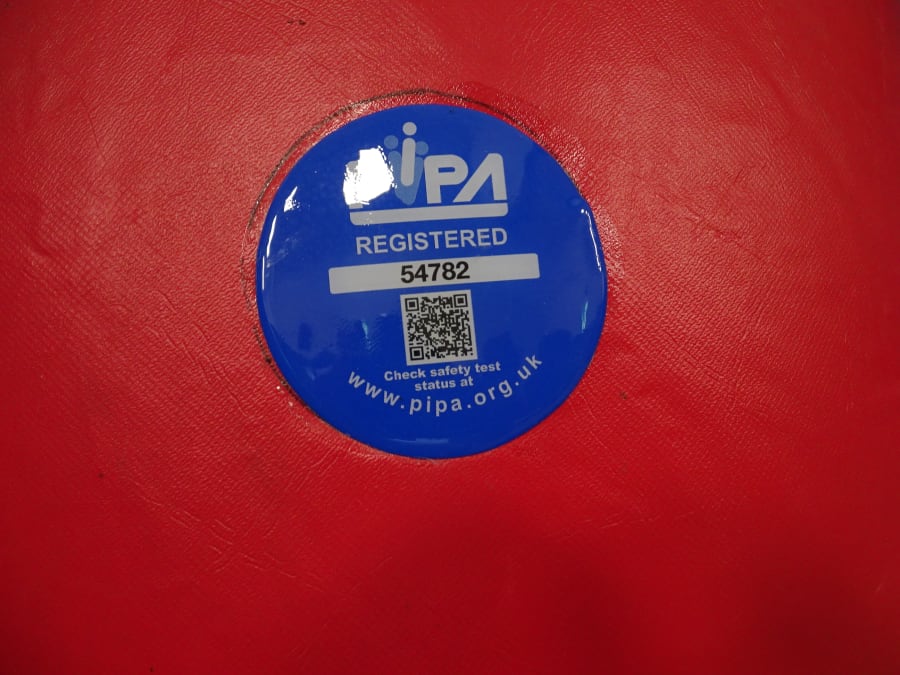 PiPA
REGISTERED
54782
Check safety test
status at
www.pipa.org.uk